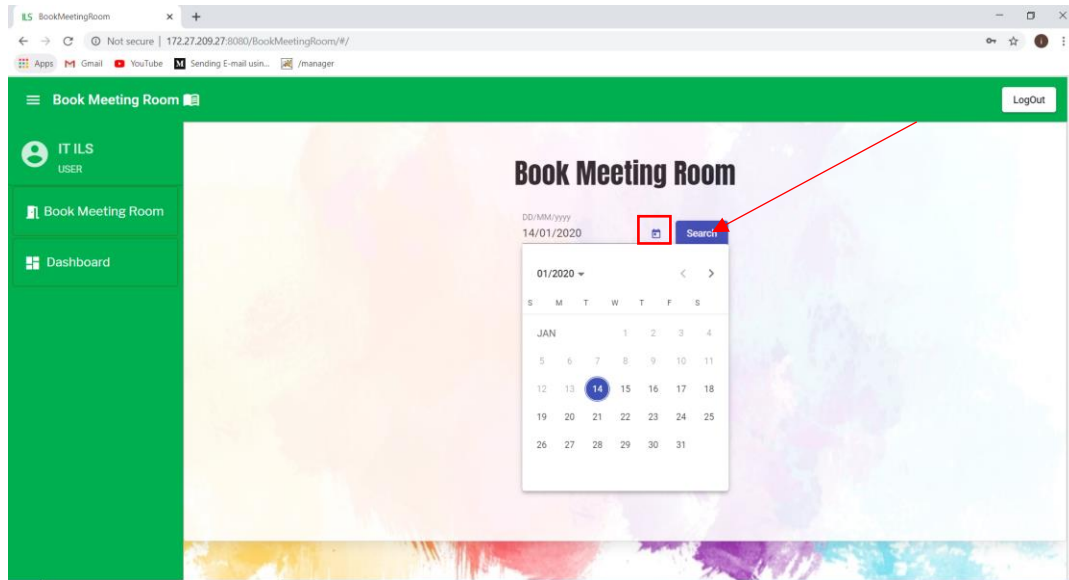 ILS BookMeetingRoom
Not secure | 172.27.209.27:8080/BookMeetingRoom/#/
Apps Gmail YouTube M Sending E-mail usin... /manager
Book Meeting Room LogOut
IT ILS
USER
Book Meeting Room
Dashboard
Book Meeting Room
DD/MM/yyyy
14/01/2020 Search
01/2020
S M T W T F S
JAN 1 2 3 4
5 6 7 8 9 10 11
12 13 14 15 16 17 18
19 20 21 22 23 24 25
26 27 28 29 30 31